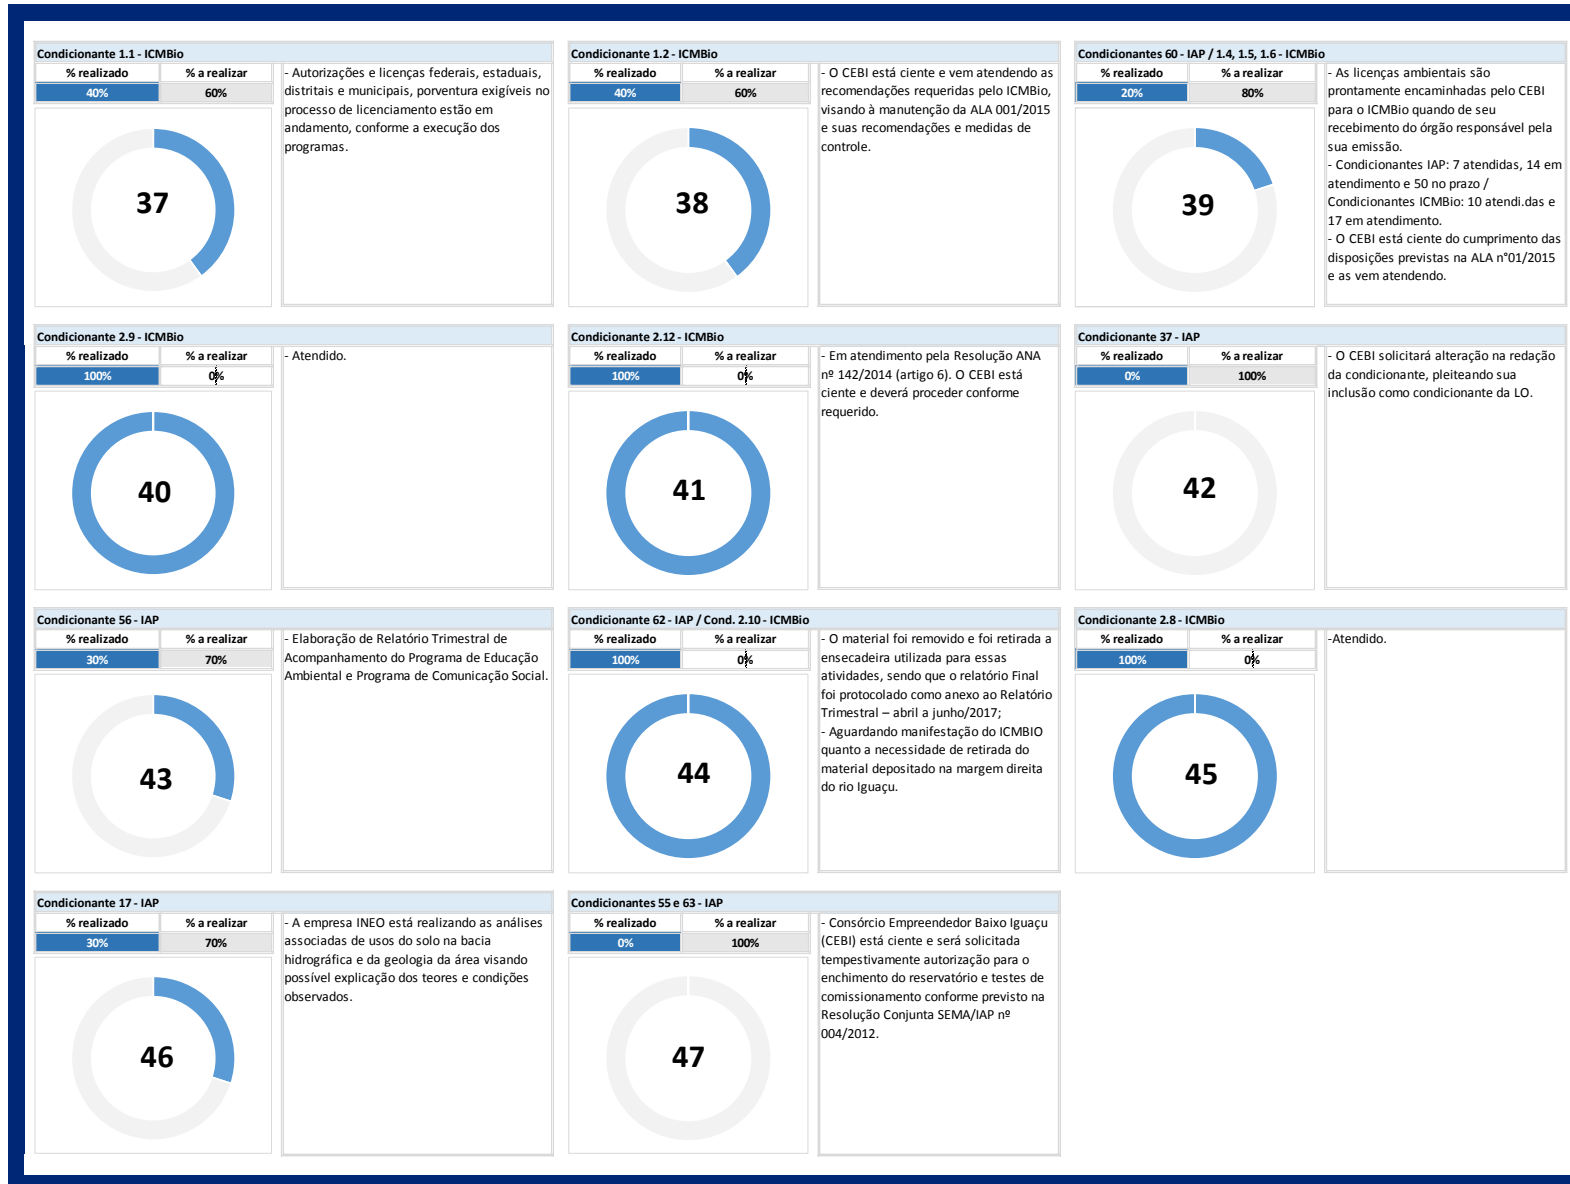 Condicionante 1.1 - ICMBio
% realizado
% a realizar
40%
60%
37
- Autorizações e licenças federais, estaduais,
distritais e municipais, porventura exigíveis no
processo de licenciamento estão em
andamento, conforme a execução dos
programas.
Condicionante 1.2 - ICMBio
% realizado
% a realizar
40%
60%
38
- O CEBI está ciente e vem atendendo as
recomendações requeridas pelo ICMBio,
visando à manutenção da ALA 001/2015
e suas recomendações e medidas de
controle.
Condicionantes 60 - IAP / 1.4, 1.5, 1.6 - ICMBio
% realizado
% a realizar
20%
80%
39
- As licenças ambientais são
prontamente encaminhadas pelo CEBI
para o ICMBio quando de seu
recebimento do órgão responsável pela
sua emissão.
- Condicionantes IAP: 7 atendidas, 14 em
atendimento e 50 no prazo /
Condicionantes ICMBio: 10 atendi.das e
17 em atendimento.
- O CEBI está ciente do cumprimento das
disposições previstas na ALA n°01/2015
e as vem atendendo.
Condicionante 2.9 - ICMBio
% realizado
% a realizar
100%
0%
40
- Atendido.
Condicionante 2.12 - ICMBio
% realizado
% a realizar
100%
0%
41
- Em atendimento pela Resolução ANA
nº 142/2014 (artigo 6). O CEBI está
ciente e deverá proceder conforme
requerido.
Condicionante 37 - IAP
% realizado
% a realizar
0%
100%
42
- O CEBI solicitará alteração na redação
da condicionante, pleiteando sua
inclusão como condicionante da LO.
Condicionante 56 - IAP
% realizado
% a realizar
30%
70%
43
- Elaboração de Relatório Trimestral de
Acompanhamento do Programa de Educação
Ambiental e Programa de Comunicação Social.
Condicionante 62 - IAP / Cond. 2.10 - ICMBio
% realizado
% a realizar
100%
0%
44
- O material foi removido e foi retirada a
ensecadeira utilizada para essas
atividades, sendo que o relatório Final
foi protocolado como anexo ao Relatório
Trimestral – abril a junho/2017;
- Aguardando manifestação do ICMBIO
quanto a necessidade de retirada do
material depositado na margem direita
do rio Iguaçu.
Condicionante 2.8 - ICMBio
% realizado
% a realizar
100%
0%
45
-Atendido.
Condicionante 17 - IAP
% realizado
% a realizar
30%
70%
46
- A empresa INEO está realizando as análises
associadas de usos do solo na bacia
hidrográfica e da geologia da área visando
possível explicação dos teores e condições
observados.
Condicionantes 55 e 63 - IAP
% realizado
% a realizar
0%
100%
47
- Consórcio Empreendedor Baixo Iguaçu
(CEBI) está ciente e será solicitada
tempestivamente autorização para o
enchimento do reservatório e testes de
comissionamento conforme previsto na
Resolução Conjunta SEMA/IAP nº
004/2012.